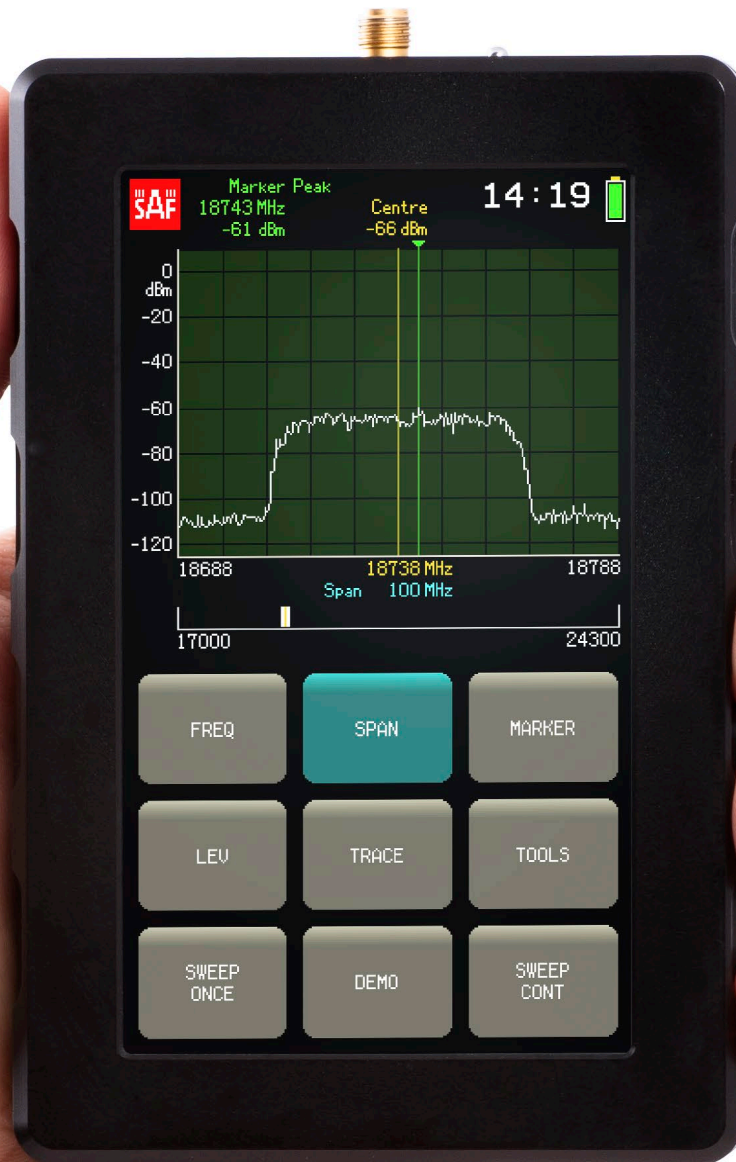 SAF
Marker Peak
18743 MHz
-61 dBm
Centre
-66 dBm
14:19
0
dBm
-20
-40
-60
-80
-100
-120
18688
18738 MHz
18788
Span 100 MHz
17000
24300
FREQ
SPAN
MARKER
LEV
TRACE
TOOLS
SWEEP
ONCE
DEMO
SWEEP
CONT